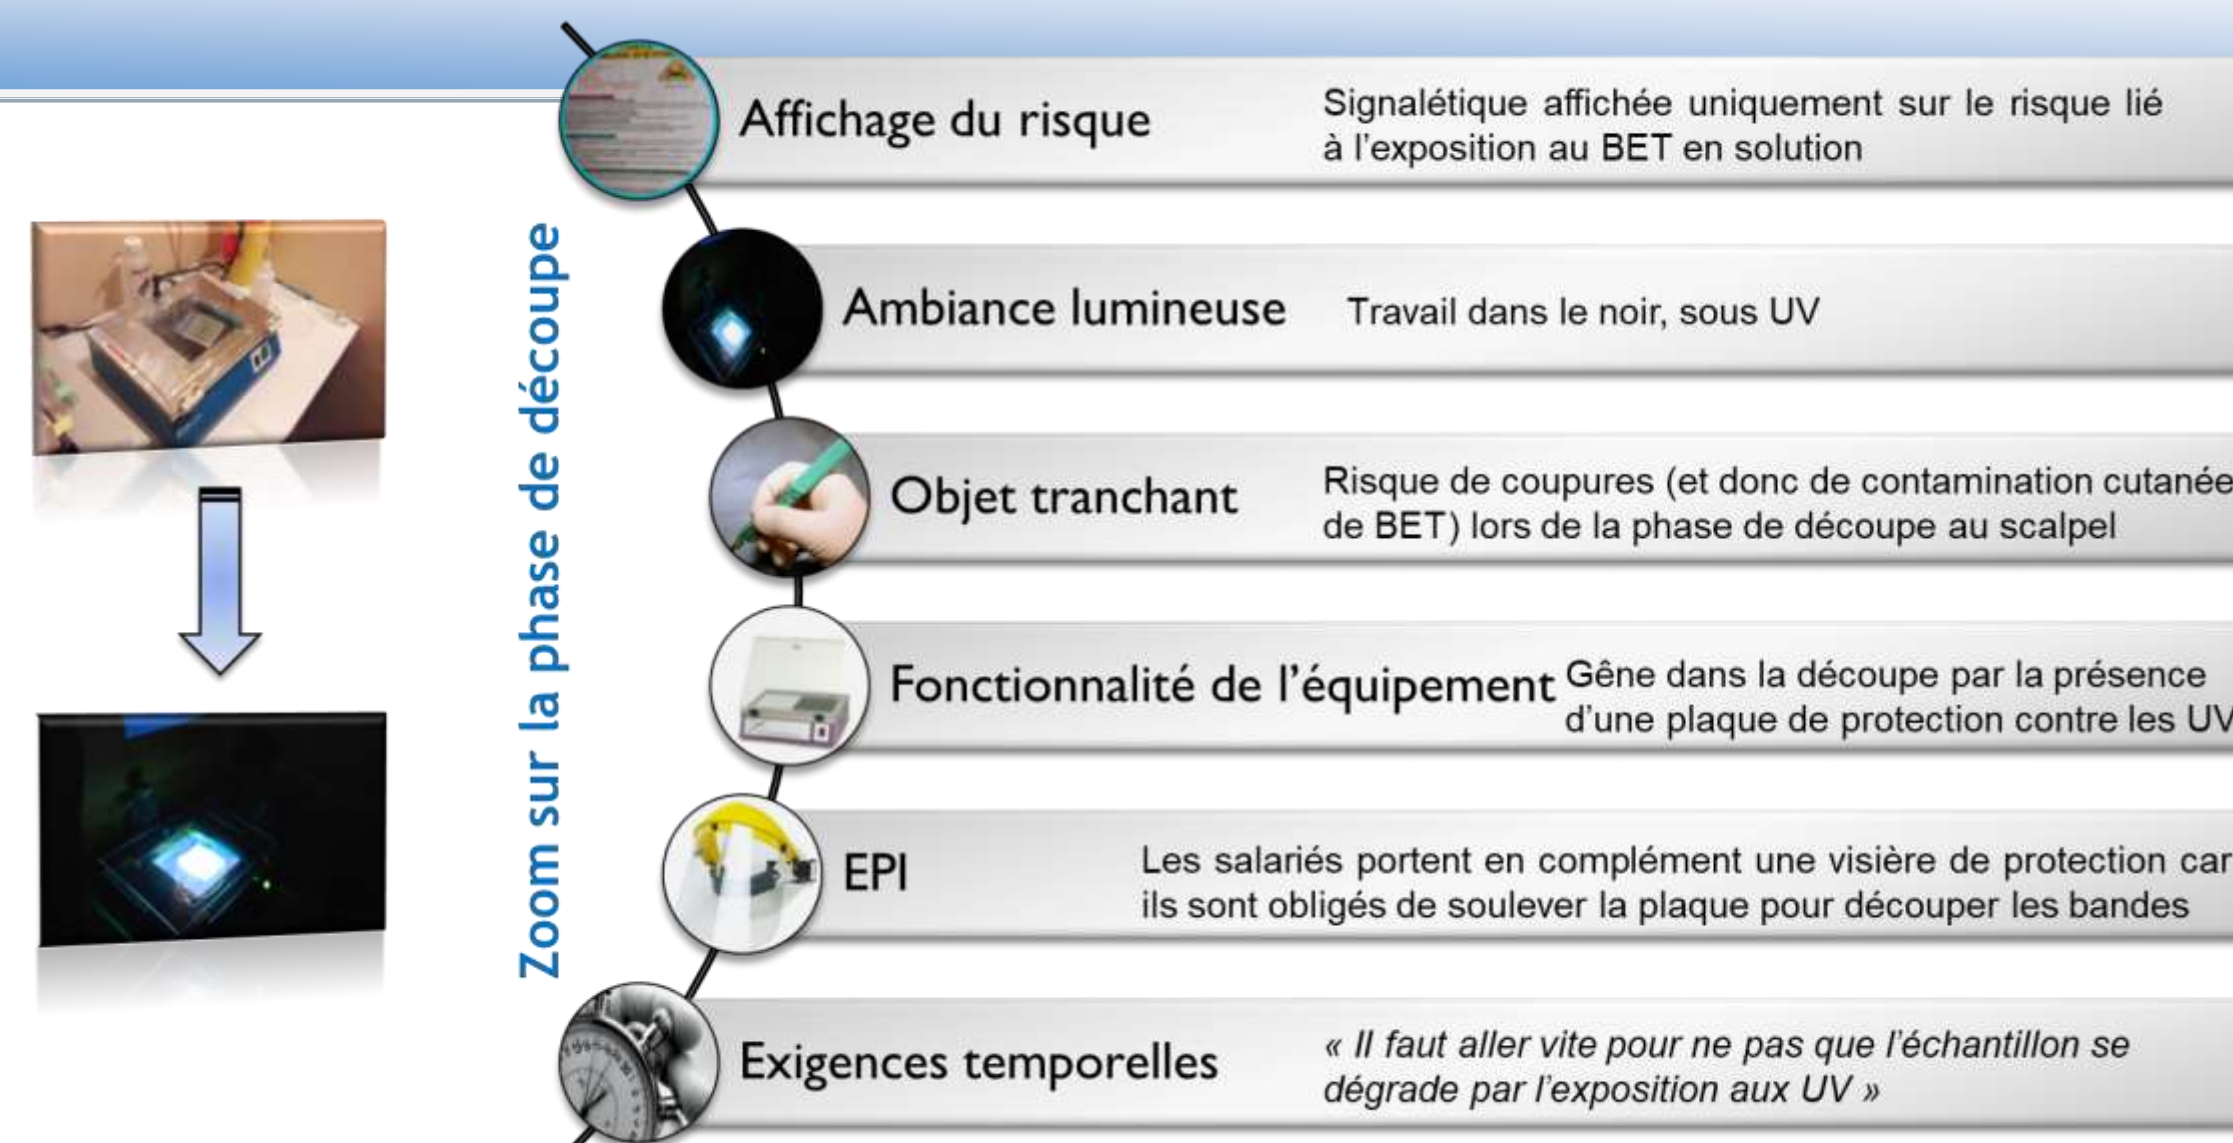 Zoom sur la phase de découpe
Affichage du risque
Signalétique affichée uniquement sur le risque lié
à l'exposition au BET en solution
Ambiance lumineuse
Travail dans le noir, sous UV
Objet tranchant
Risque de coupures (et donc de contamination cutanée
de BET) lors de la phase de découpe au scalpel
Fonctionnalité de l'équipement
Gêne dans la découpe par la présence
d'une plaque de protection contre les UV
EPI
Les salariés portent en complément une visière de protection car
ils sont obligés de soulever la plaque pour découper les bandes
Exigences temporelles
« Il faut aller vite pour ne pas que l'échantillon se
dégrade par l'exposition aux UV »